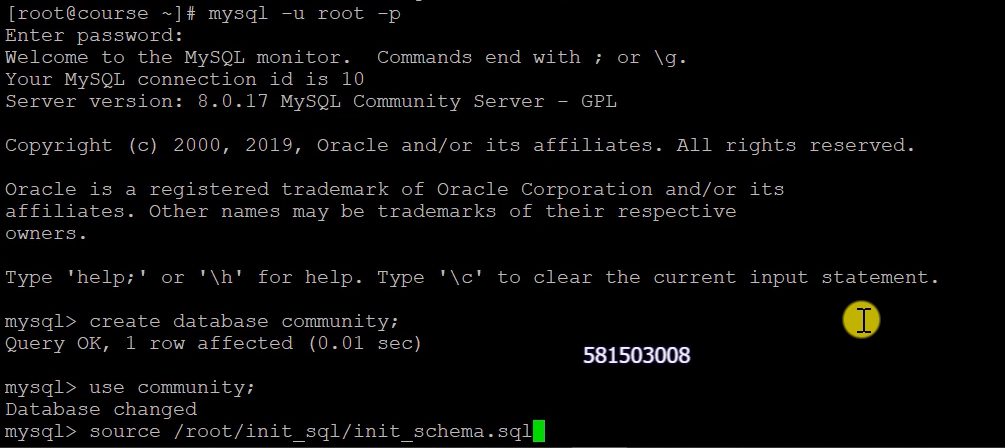 [root@course ~]# mysql -u root -p
Enter password:
Welcome to the MySQL monitor.  Commands end with ; or \g.
Your MySQL connection id is 10
Server version: 8.0.17 MySQL Community Server - GPL

Copyright (c) 2000, 2019, Oracle and/or its affiliates. All rights reserved.

Oracle is a registered trademark of Oracle Corporation and/or its
affiliates. Other names may be trademarks of their respective
owners.

Type 'help;' or '\h' for help. Type '\c' to clear the current input statement.

mysql> create database community;
Query OK, 1 row affected (0.01 sec)
581503008
mysql> use community;
Database changed
mysql> source /root/init_sql/init_schema.sql